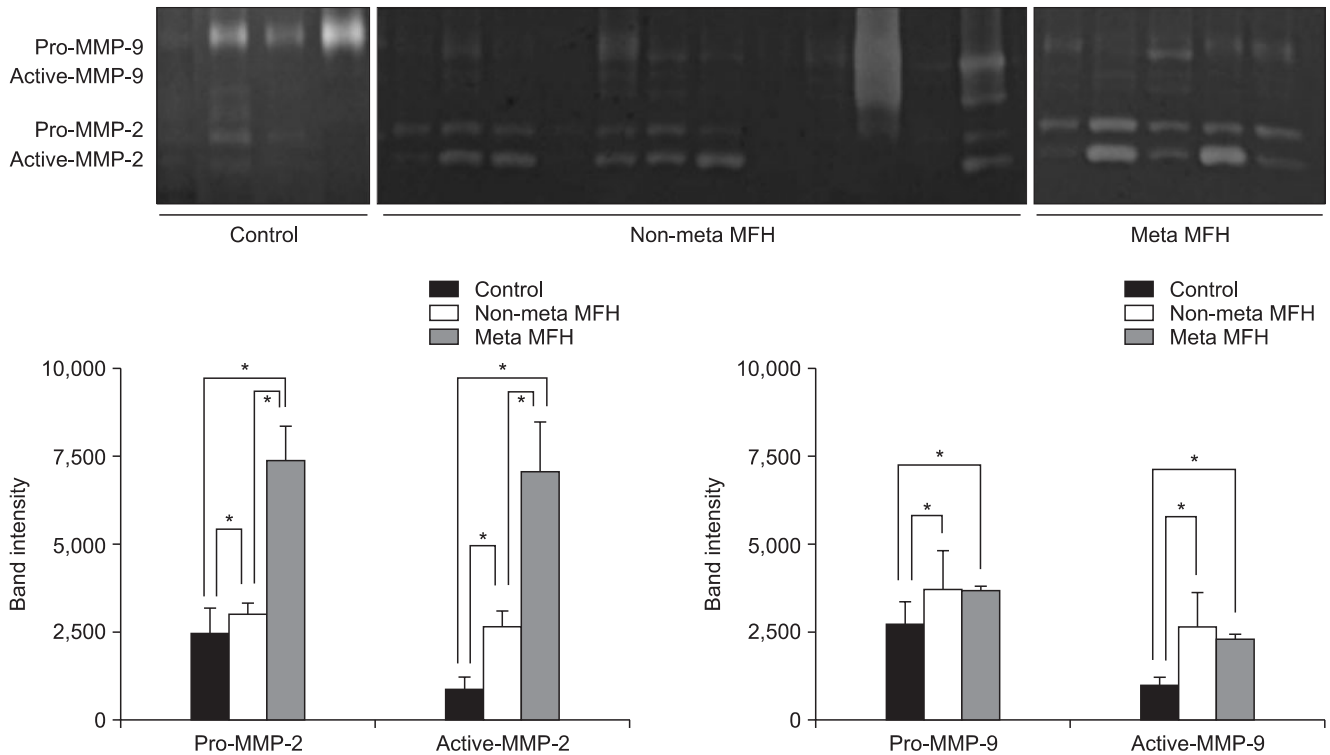 Pro-MMP-9
Active-MMP-9
Pro-MMP-2
Active-MMP-2
Control
Non-meta MFH
Meta MFH
Control
Non-meta MFH
Meta MFH
Band intensity
10,000
7,500
5,000
2,500
0
*
*
*
*
*
*
Pro-MMP-2
Active-MMP-2
Control
Non-meta MFH
Meta MFH
Band intensity
10,000
7,500
5,000
2,500
0
*
*
*
*
Pro-MMP-9
Active-MMP-9